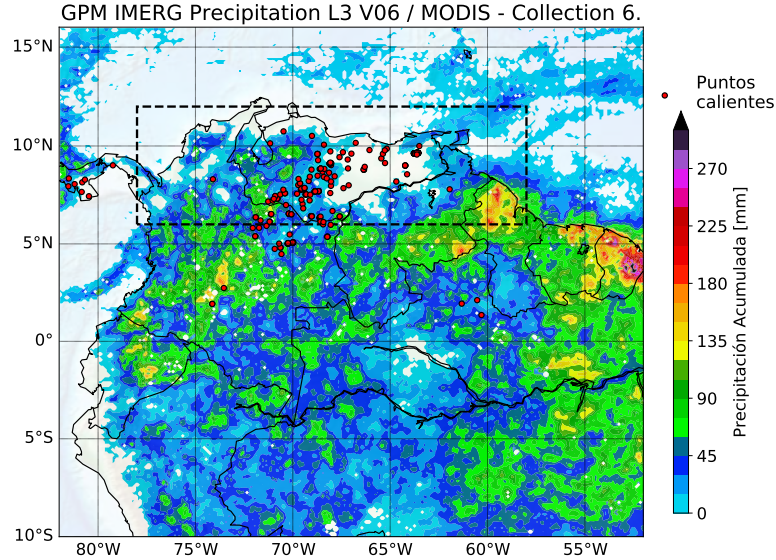 GPM IMERG Precipitation L3 V06 / MODIS - Collection 6.
15°N
10°N
5°N
0°
5°S
10°S
80°W
75°W
70°W
65°W
60°W
55°W
Puntos
calientes
270
225
180
135
90
45
0
Precipitación Acumulada [mm]